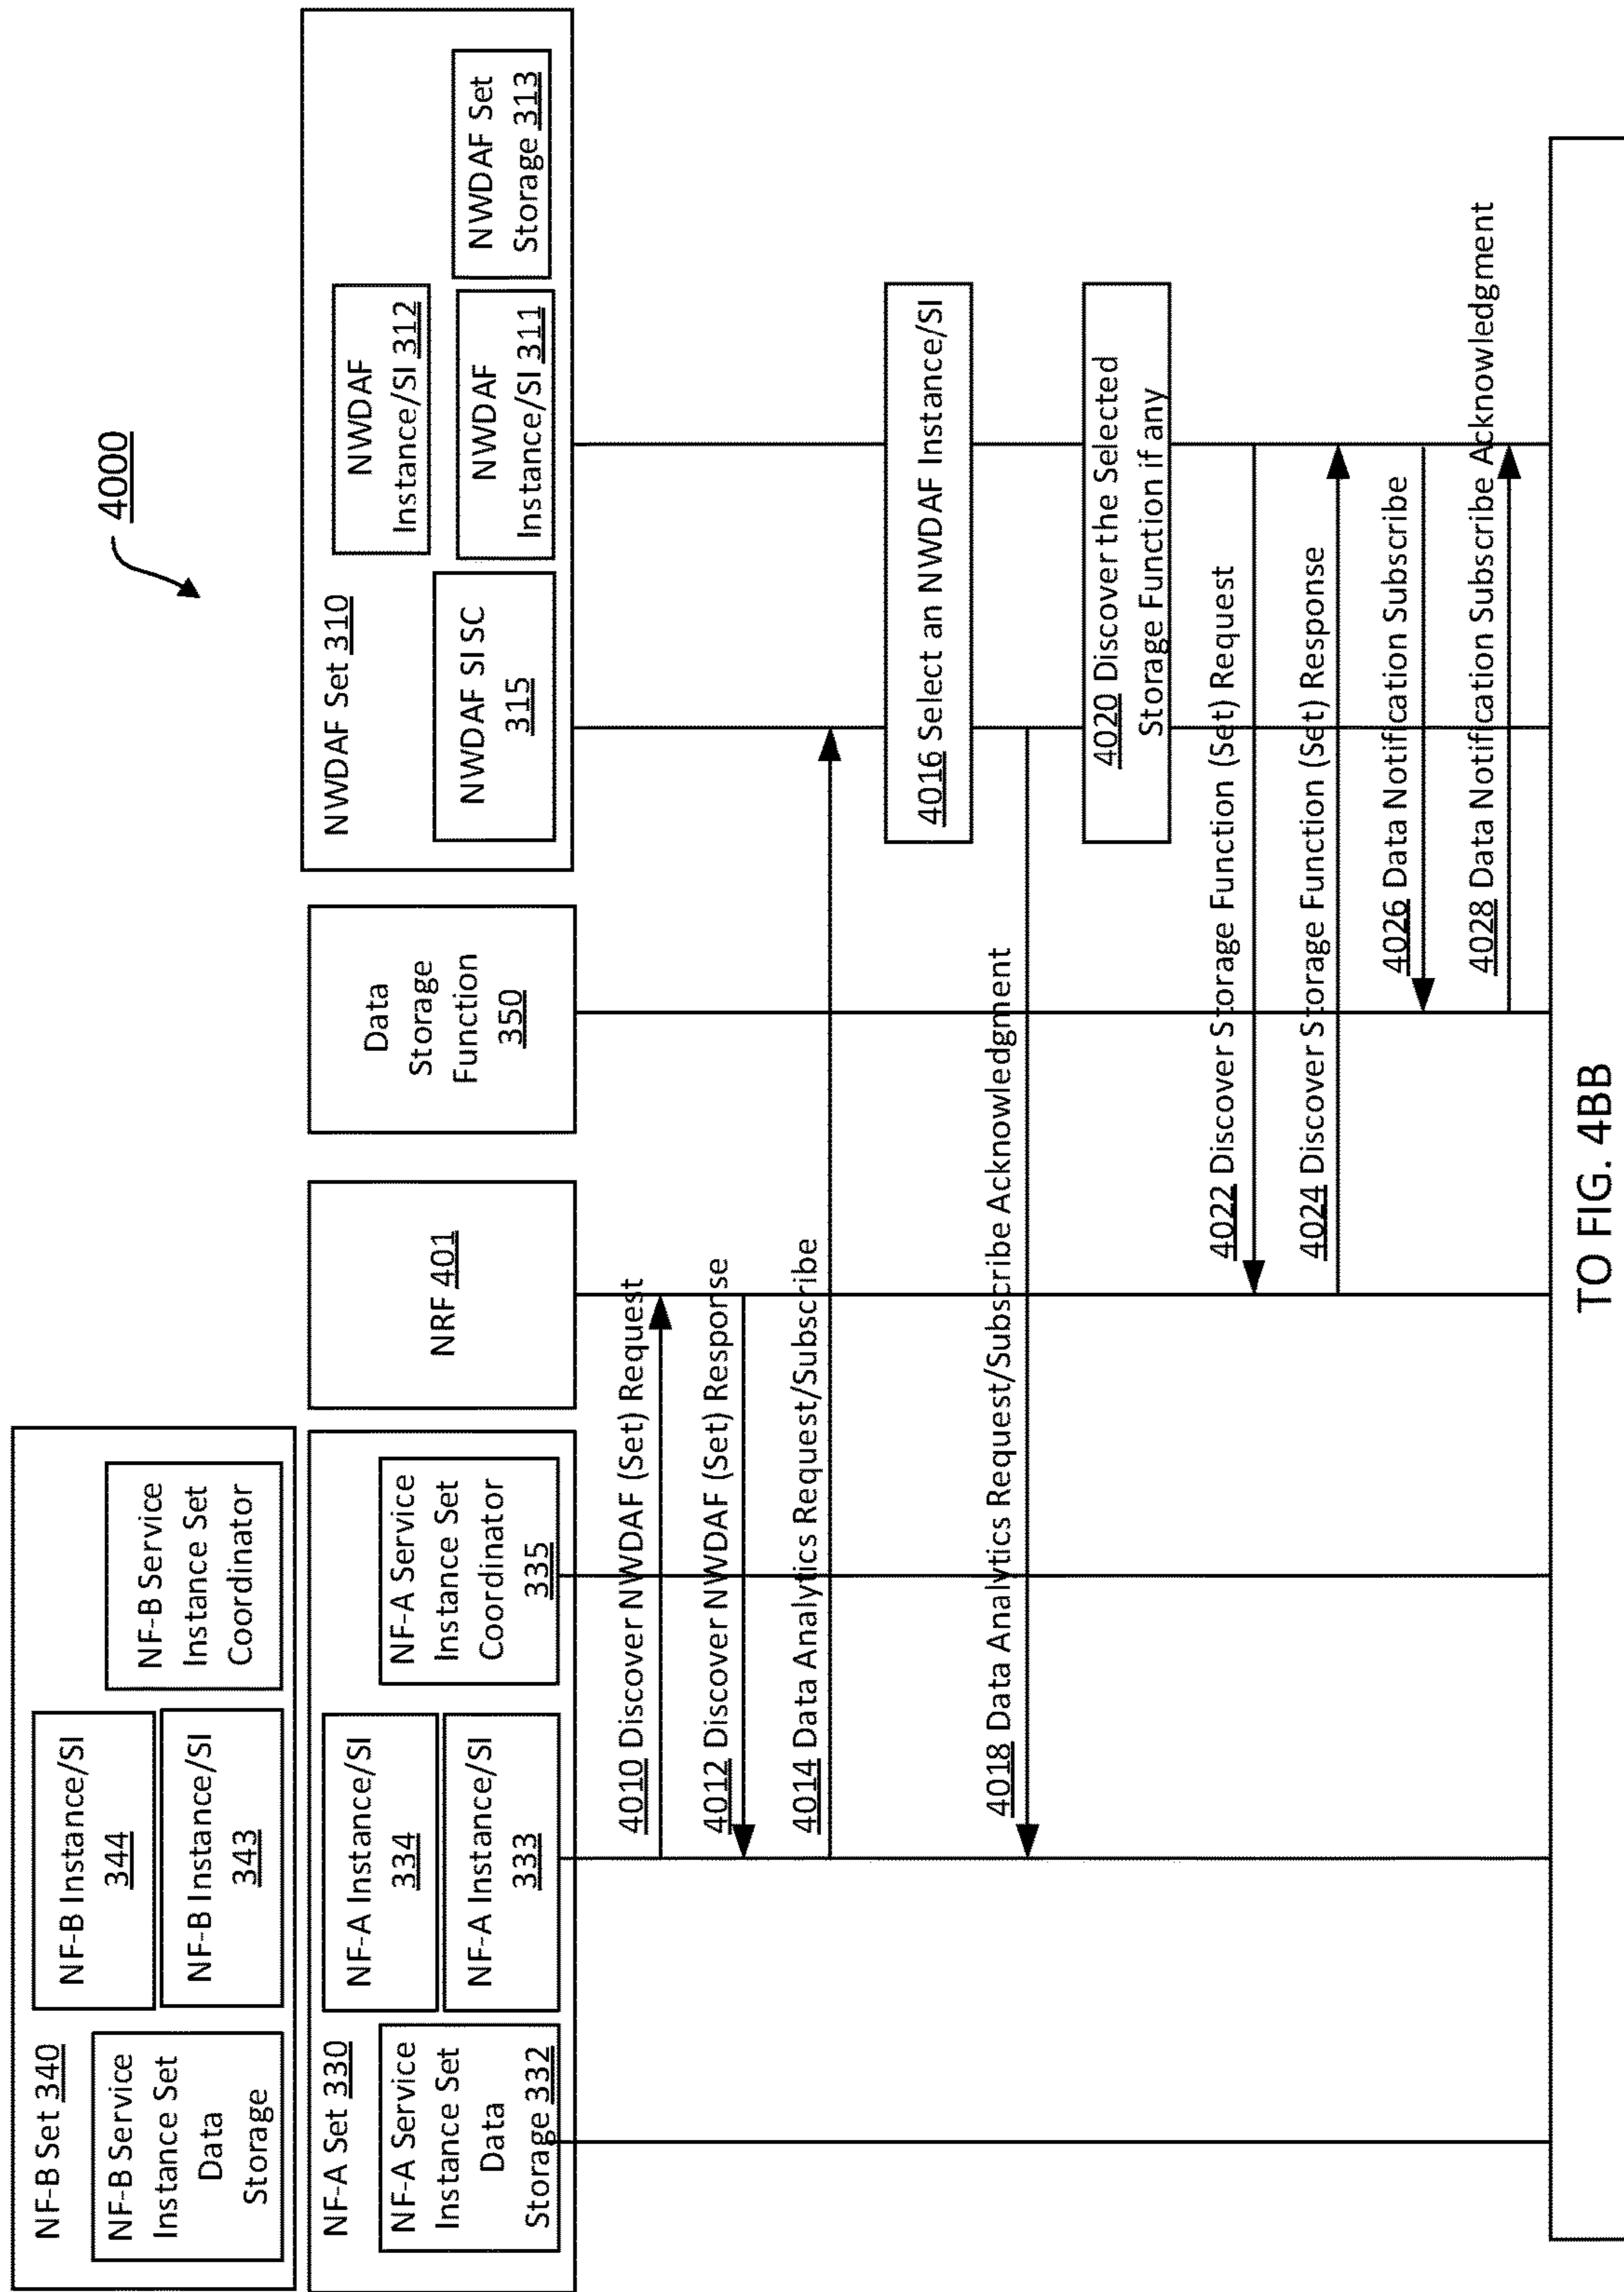 4000
NF-B Set 340
NF-B Service
Instance Set
Data
Storage
NF-B Instance/SI
344
NF-B Instance/SI
343
NF-B Service
Instance Set
Coordinator
NF-A Set 330
NF-A Service
Instance Set
Data
Storage 332
NF-A Instance/SI
334
NF-A Instance/SI
333
NF-A Service
Instance Set
Coordinator
335
NRF 401
Data
Storage
Function
350
NWDAF Set 310
NWDAF SI SC
315
NWDAF
Instance/SI 312
NWDAF
Instance/SI 311
NWDAF Set
Storage 313
4010 Discover NWDAF (Set) Request
4012 Discover NWDAF (Set) Response
4014 Data Analytics Request/Subscribe
4016 Select an NWDAF Instance/SI
4018 Data Analytics Request/Subscribe Acknowledgment
4020 Discover the Selected
Storage Function if any
4022 Discover Storage Function (Set) Request
4024 Discover Storage Function (Set) Response
4026 Data Notification Subscribe
4028 Data Notification Subscribe Acknowledgment
TO FIG. 4BB